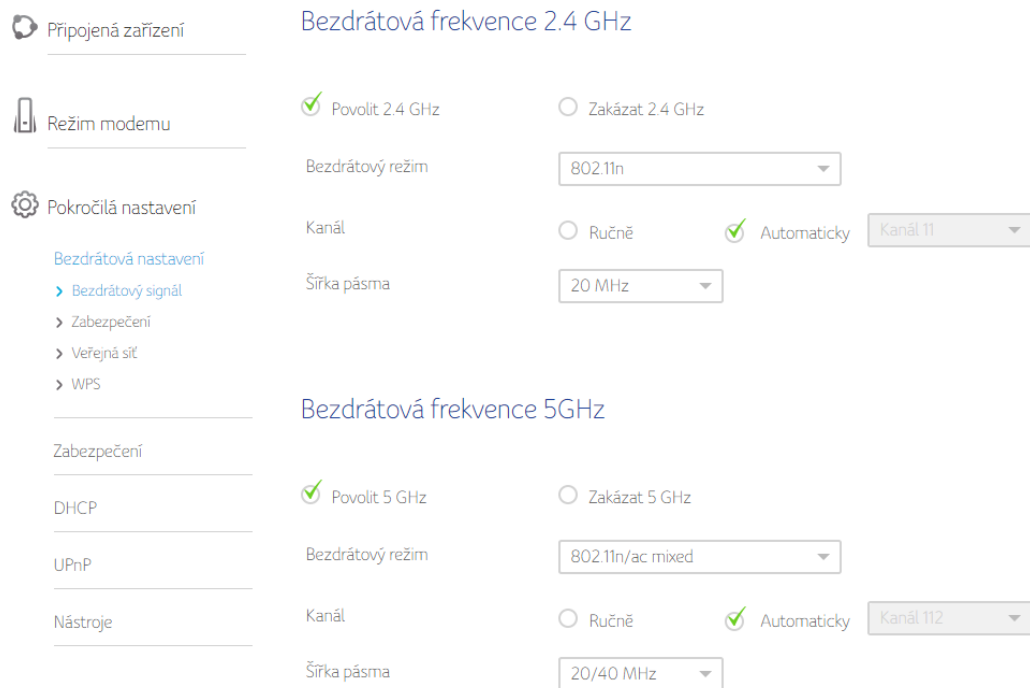 Připojená zařízení
Režim modemu
Pokročilá nastavení
Bezdrátová nastavení
Bezdrátový signál
Zabezpečení
Veřejná síť
WPS
Zabezpečení
DHCP
UPnP
Nástroje
Bezdrátová frekvence 2.4 GHz
Povolit 2.4 GHz Zakázat 2.4 GHz
Bezdrátový režim 802.11n
Kanál Ručně Automaticky Kanál 11
Šířka pásma 20 MHz
Bezdrátová frekvence 5GHz
Povolit 5 GHz Zakázat 5 GHz
Bezdrátový režim 802.11n/ac mixed
Kanál Ručně Automaticky Kanál 112
Šířka pásma 20/40 MHz